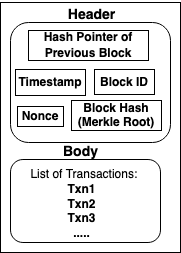 Header
Hash Pointer of
Previous Block
Timestamp
Block ID
Nonce
Block Hash
(Merkle Root)
Body
List of Transactions:
Txn1
Txn2
Txn3
.....